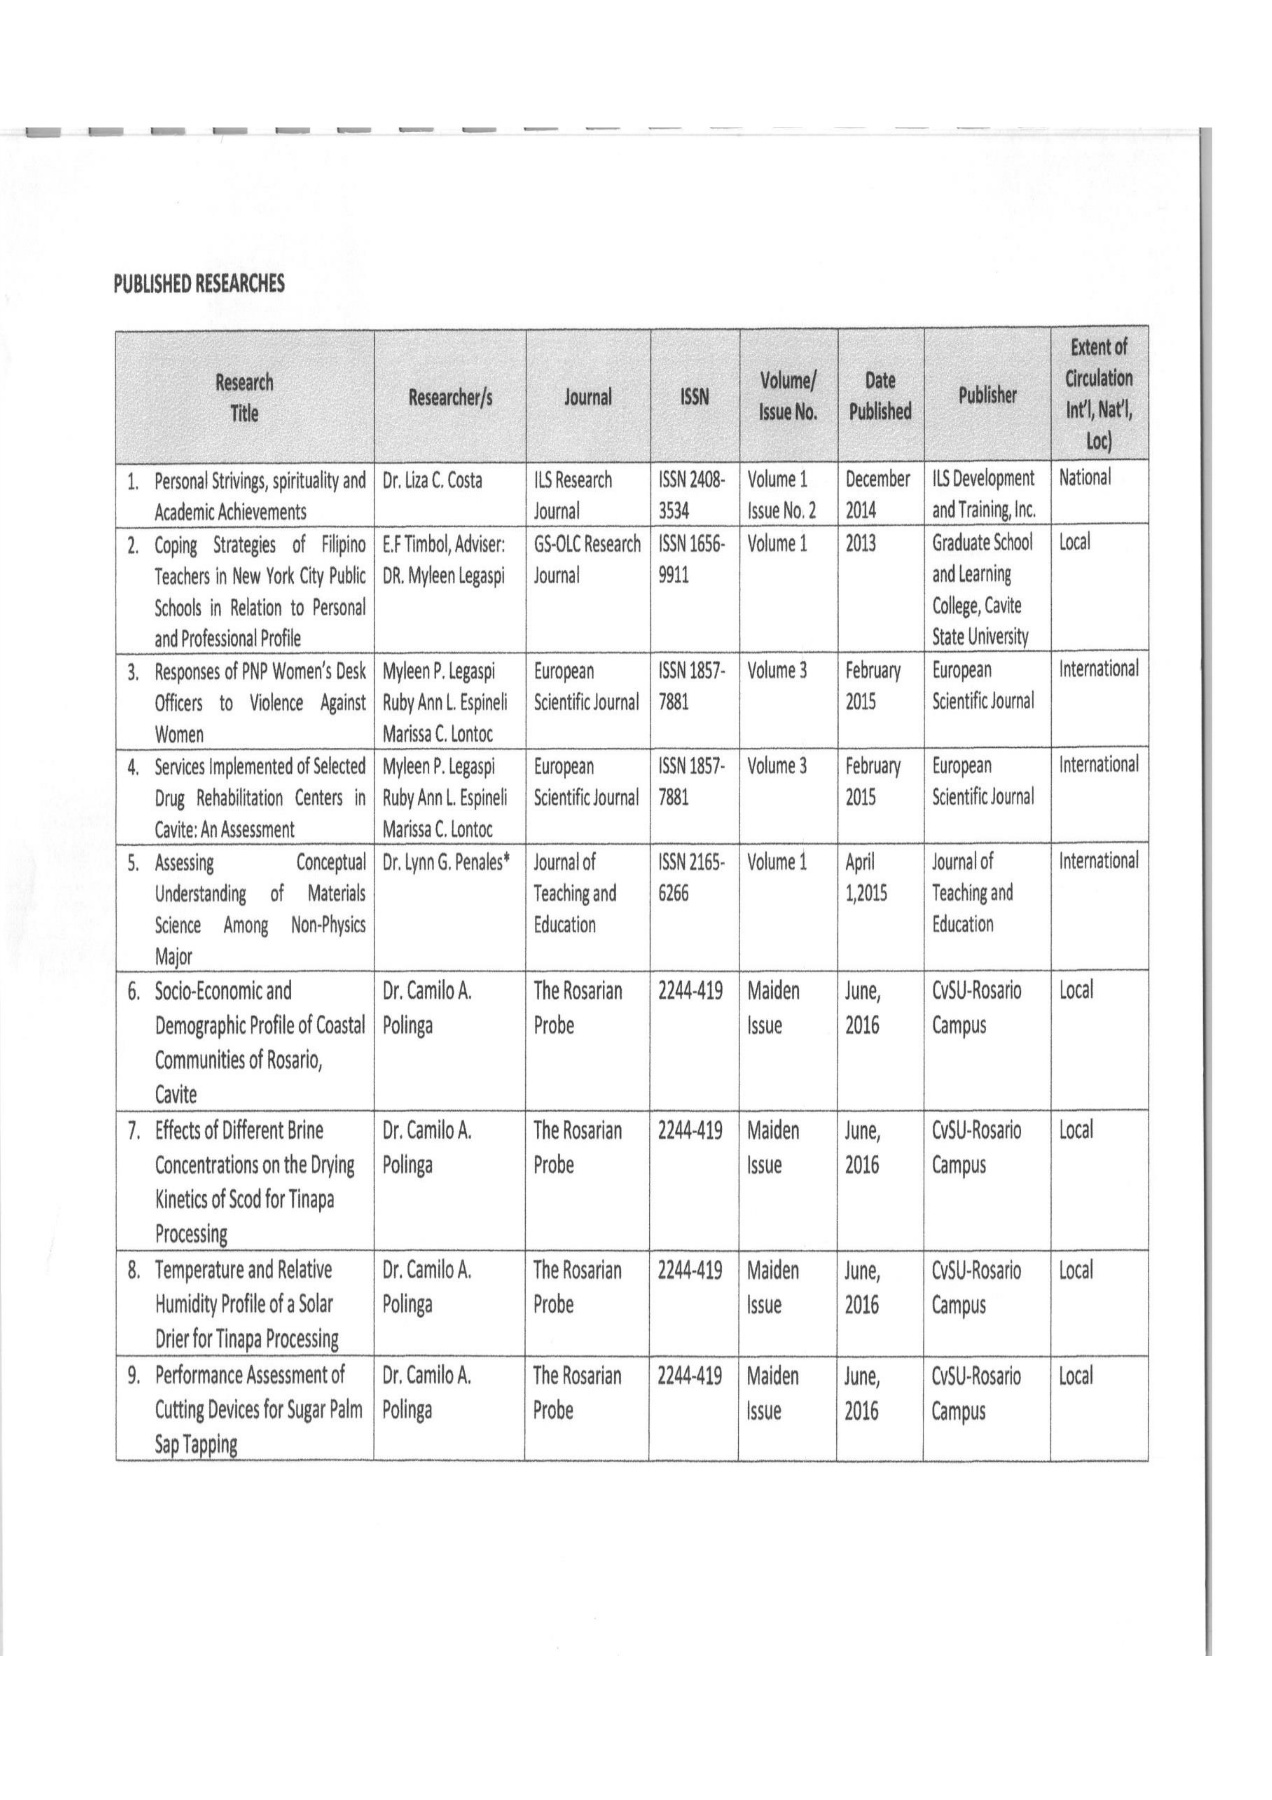 PUBLISHED RESEARCHES
Research Title | Researcher/s | Journal | ISSN | Volume/ Issue No. | Date Published | Publisher | Extent of Circulation Int'l, Nat'l, Loc)
1. Personal Strivings, spirituality and Academic Achievements | Dr. Liza C. Costa | ILS Research Journal | ISSN 2408-3534 | Volume 1 Issue No. 2 | December 2014 | ILS Development and Training, Inc. | National
2. Coping Strategies of Filipino Teachers in New York City Public Schools in Relation to Personal and Professional Profile | E.F Timbol, Adviser: DR. Myleen Legaspi | GS-OLC Research Journal | ISSN 1656-9911 | Volume 1 | 2013 | Graduate School and Learning College, Cavite State University | Local
3. Responses of PNP Women's Desk Officers to Violence Against Women | Myleen P. Legaspi Ruby Ann L. Espineli Marissa C. Lontoc | European Scientific Journal | ISSN 1857-7881 | Volume 3 | February 2015 | European Scientific Journal | International
4. Services Implemented of Selected Drug Rehabilitation Centers in Cavite: An Assessment | Myleen P. Legaspi Ruby Ann L. Espineli Marissa C. Lontoc | European Scientific Journal | ISSN 1857-7881 | Volume 3 | February 2015 | European Scientific Journal | International
5. Assessing Conceptual Understanding of Materials Science Among Non-Physics Major | Dr. Lynn G. Penales* | Journal of Teaching and Education | ISSN 2165-6266 | Volume 1 | April 1,2015 | Journal of Teaching and Education | International
6. Socio-Economic and Demographic Profile of Coastal Communities of Rosario, Cavite | Dr. Camilo A. Polinga | The Rosarian Probe | 2244-419 | Maiden Issue | June, 2016 | CvSU-Rosario Campus | Local
7. Effects of Different Brine Concentrations on the Drying Kinetics of Scod for Tinapa Processing | Dr. Camilo A. Polinga | The Rosarian Probe | 2244-419 | Maiden Issue | June, 2016 | CvSU-Rosario Campus | Local
8. Temperature and Relative Humidity Profile of a Solar Drier for Tinapa Processing | Dr. Camilo A. Polinga | The Rosarian Probe | 2244-419 | Maiden Issue | June, 2016 | CvSU-Rosario Campus | Local
9. Performance Assessment of Cutting Devices for Sugar Palm Sap Tapping | Dr. Camilo A. Polinga | The Rosarian Probe | 2244-419 | Maiden Issue | June, 2016 | CvSU-Rosario Campus | Local